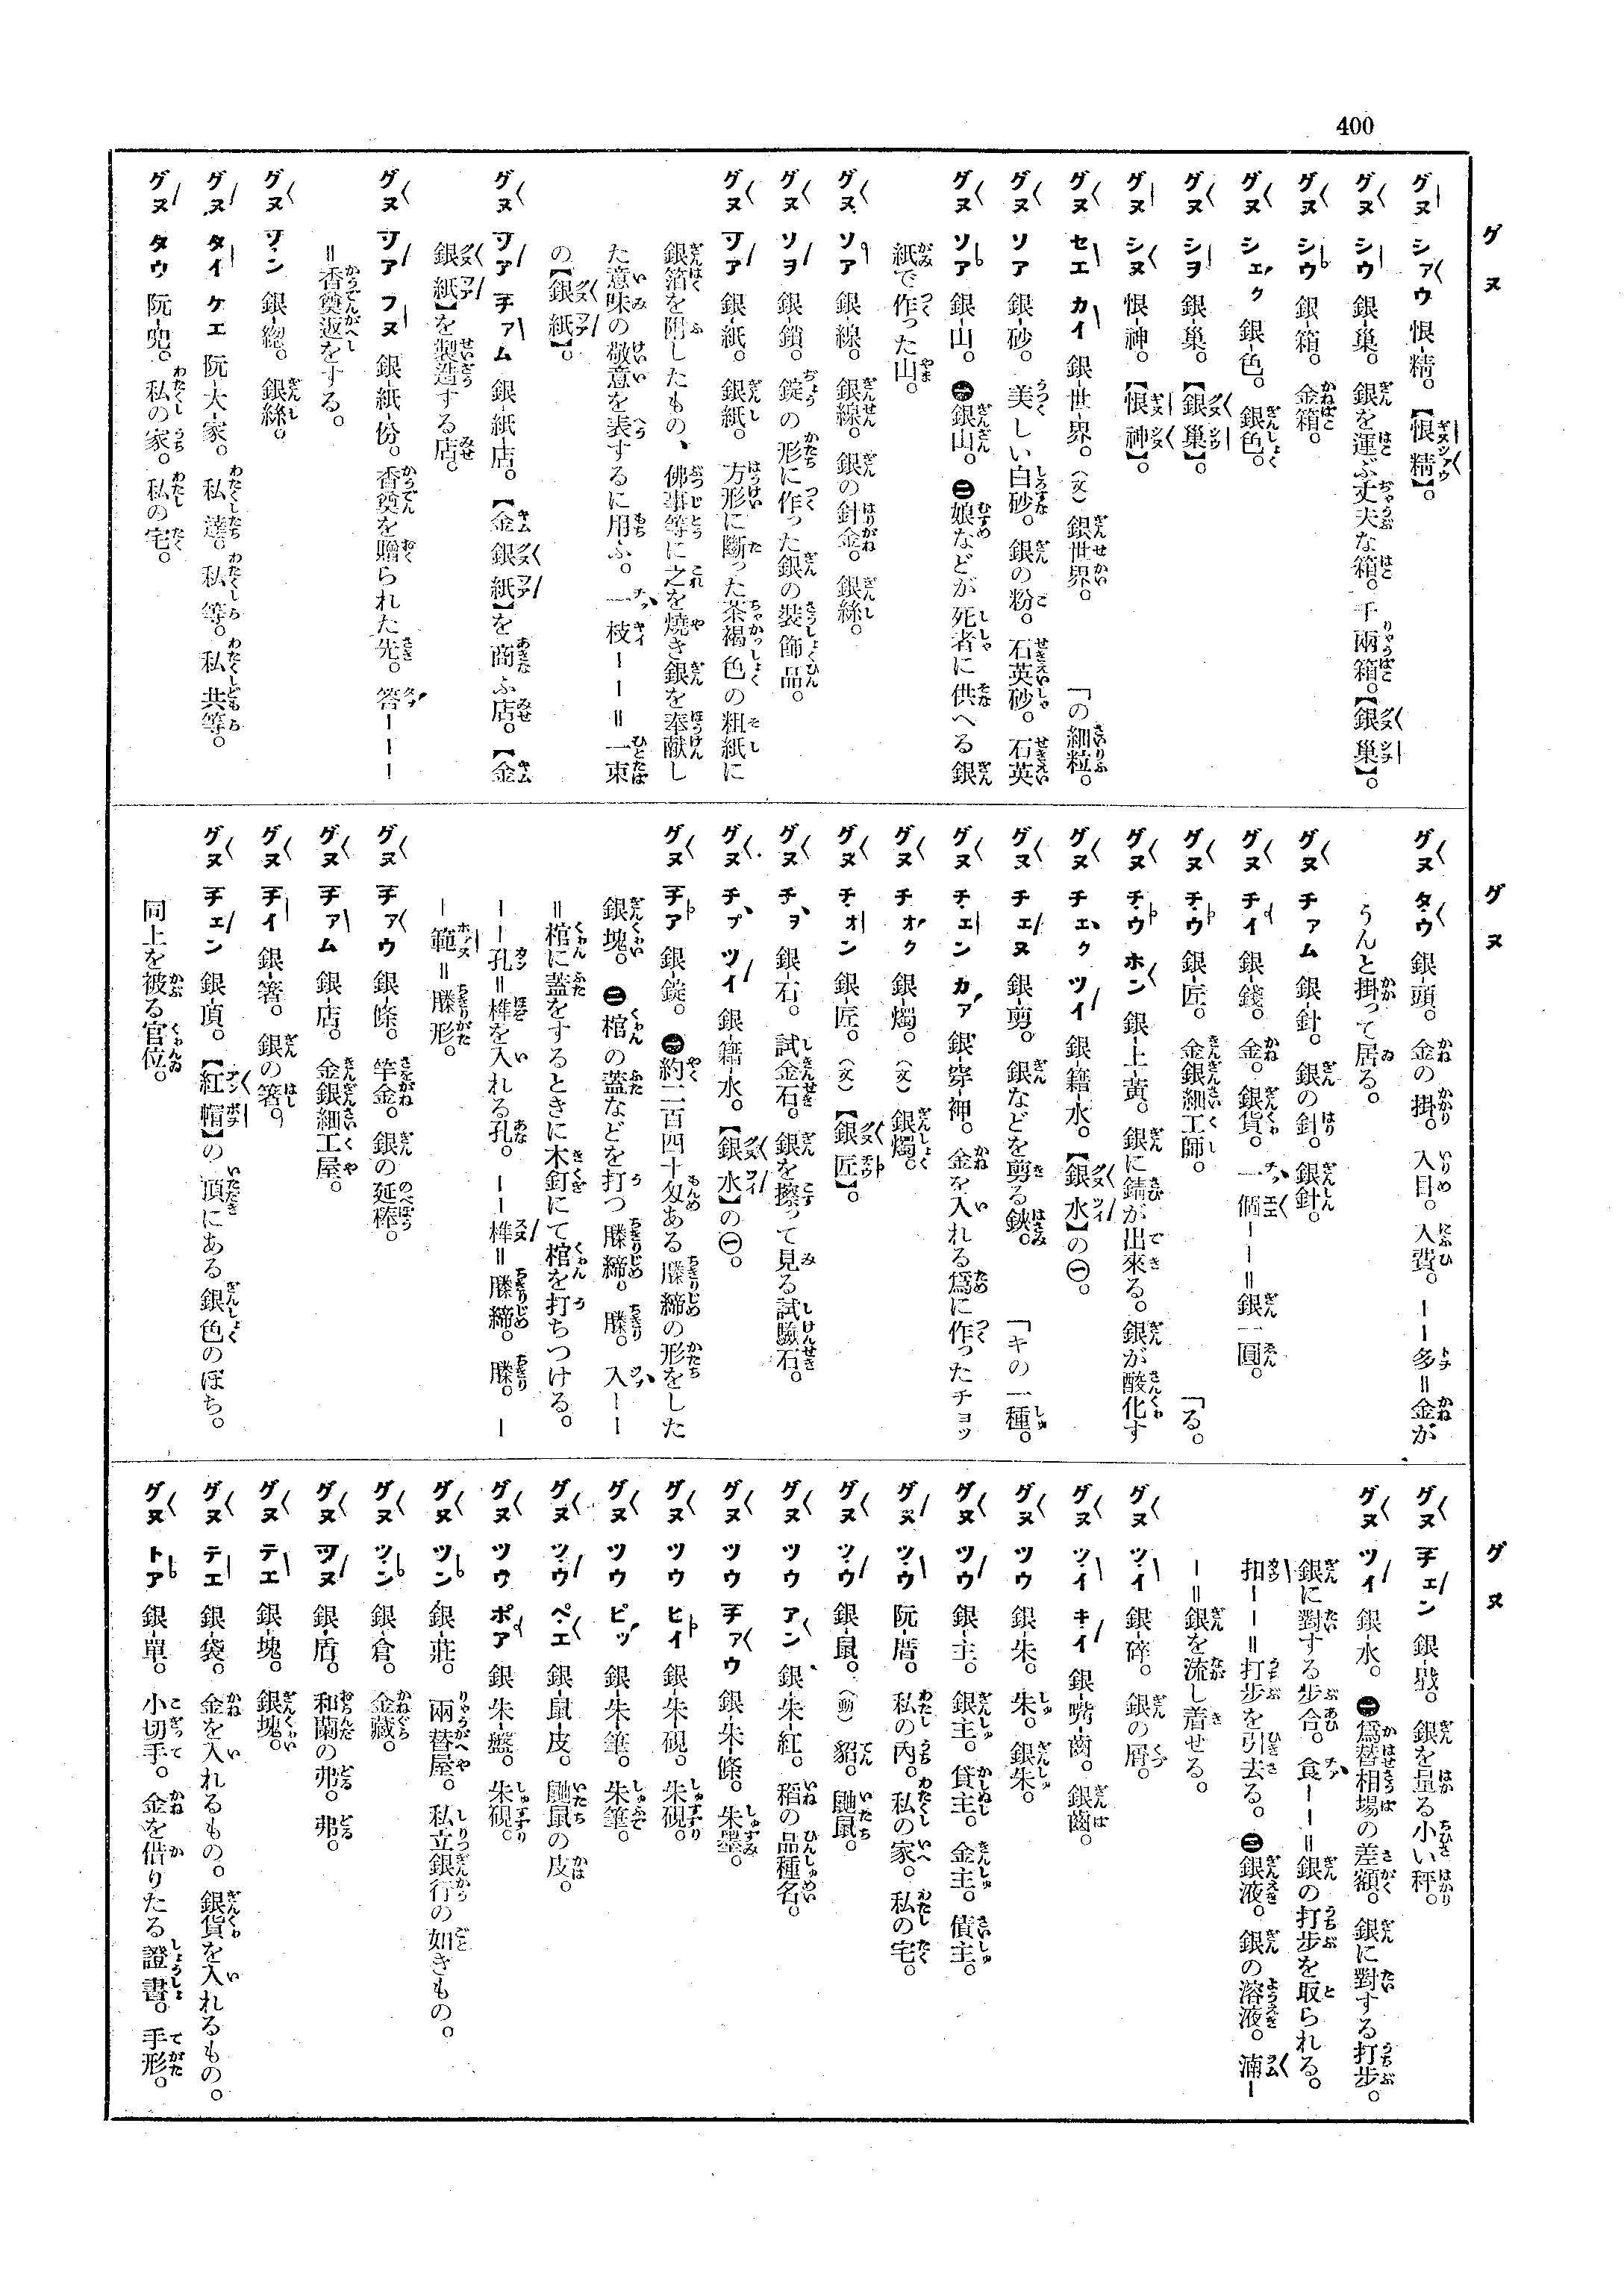 400
グヌ
グヌ シァウ 恨-精。【恨精】。
グヌ シウ 銀-巢。 銀を運ぶ丈夫な箱。千兩箱。【銀巢】。
グヌ シウ 銀-箱。 金箱。
グヌ シェク 銀-色。 銀色。
グヌ シヲ 銀-巢。【銀巢】。
グヌ シヌ 恨-神。【恨神】。
グヌ セエ カイ 銀-世-界。(文)銀世界。 「の細粒。
グヌ ソア 銀-砂。 美しい白砂。銀の粉。石英砂。石英
グヌ ソア 銀-山。 ㊀銀山。㊁娘などが死者に供へる銀
紙で作った山。
グヌ ソア 銀-線。 銀線。銀の針金。銀絲。
グヌ ソヲ 銀-鎖。 錠の形に作った銀の裝飾品。
グヌ ソア 銀-紙。 銀紙。 方形に斷った茶褐色の粗紙に
銀箔を附したもの、佛事等に之を燒き銀を奉獻し
た意味の敬意を表するに用ふ。一枝ーー=一束
の【銀紙】。
グヌ ソア チァム 銀-紙-店。【金銀紙】を商ふ店。【金
銀紙】を製造する店。
グヌ ソア フヌ 銀-紙-份。 香奠を贈られた先。答ーーー
=香奠返をする。
グヌ ソン 銀-總。 銀絲。
グヌ タイ ケエ 阮-大-家。 私達。私等。私共等。
グヌ タウ 阮-兜。 私の家。私の宅。
グヌ
グヌ タウ 銀-頭。 金の掛。入目。入費。ーー多=金が
うんと掛って居る。
グヌ チァム 銀-針。 銀の針。銀針。
グヌ チイ 銀-錢。 金。銀貨。一個ーー=銀一圓。
グヌ チウ 銀-匠。 金銀細工師。 「る。
グヌ チウ ホン 銀-上-黃。 銀に錆が出來る。銀が酸化す
グヌ チェク ツイ 銀-籍-水。【銀水】の㊀。
グヌ チェヌ 銀-剪。 銀などを剪る鋏。 「キの一種。
グヌ チェン カァ 銀-穿-𥘵。 金を入れる爲に作ったチョッ
グヌ チオク 銀-燭。(文)銀燭。
グヌ チオン 銀-匠。(文)【銀匠】。
グヌ チヲ 銀-石。 試金石。銀を擦って見る試驗石。
グヌ チプ ツイ 銀-籍-水。【銀水】の㊀。
グヌ チア 銀-錠。 ㊀約二百四十匁ある縢締の形をした
銀塊。㊁棺の蓋などを打つ縢締。縢。入ーー
=棺に蓋をするときに木釘にて棺を打ちつける。
ーー孔=榫を入れる孔。ーー榫=縢締。縢。ー
ー範=縢形。
グヌ チァウ 銀-條。 竿金。銀の延棒。
グヌ チァム 銀-店。 金銀細工屋。
グヌ チイ 銀-箸。 銀の箸。
グヌ チェン 銀-頂。【紅帽】の頂にある銀色のぽち。
同上を被る官位。
グヌ
グヌ チェン 銀-戥。 銀を量る小い秤。
グヌ ツイ 銀-水。 ㊀爲替相場の差額。銀に對する打步。
銀に對する步合。食ーー=銀の打步を取られる。
扣ーー=打步を引去る。㊁銀液。銀の溶液。湳ー
ー=銀を流し着せる。
グヌ ツイ 銀-碎。 銀の屑。
グヌ ツイ キイ 銀-嘴-齒。 銀齒。
グヌ ツウ 銀-朱。 朱。銀朱。
グヌ ツウ 銀-主。 銀主。貸主。金主。債主。
グヌ ツウ 阮-厝。 私の內。私の家。私の宅。
グヌ ツウ 銀-鼠。(動) 貂。鼬鼠。
グヌ ツウ アン 銀-朱-紅。 稻の品種名。
グヌ ツウ チァウ 銀-朱-條。 朱墨。
グヌ ツウ ヒイ 銀-朱-硯。 朱硯。
グヌ ツウ ピッ 銀-朱-筆。 朱筆。
グヌ ツウ ペエ 銀-鼠-皮。 鼬鼠の皮。
グヌ ツウ ポア 銀-朱-盤。 朱硯。
グヌ ツン 銀-莊。 兩替屋。私立銀行の如きもの。
グヌ ツン 銀-倉。 金藏。
グヌ ツヌ 銀-盾。 和蘭の弗。弗。
グヌ テエ 銀-塊。 銀塊。
グヌ テエ 銀-袋。 金を入れるもの。銀貨を入れるもの。
グヌ トア 銀-單。 小切手。金を借りたる證書。手形。